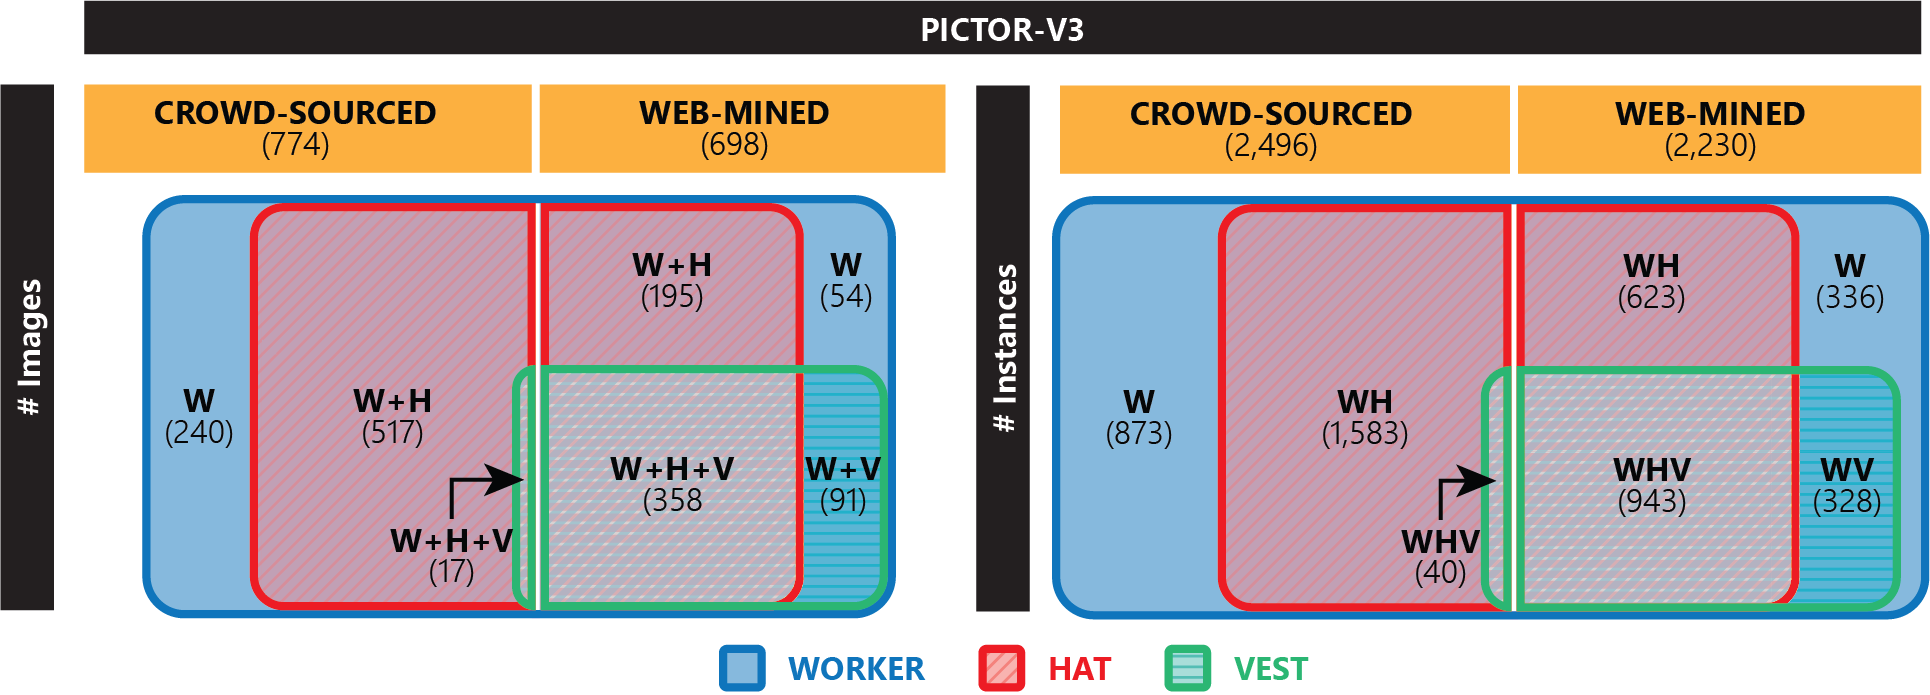 PICTOR-V3
# Images
CROWD-SOURCED
(774)
WEB-MINED
(698)
W
(240)
W+H
(517)
W+H+V
(17)
W+H
(195)
W
(54)
W+H+V
(358
W+V
(91)
# Instances
CROWD-SOURCED
(2,496)
WEB-MINED
(2,230)
W
(873)
WH
(1,583)
WHV
(40)
WH
(623)
W
(336)
WHV
(943)
WV
(328)
WORKER
HAT
VEST